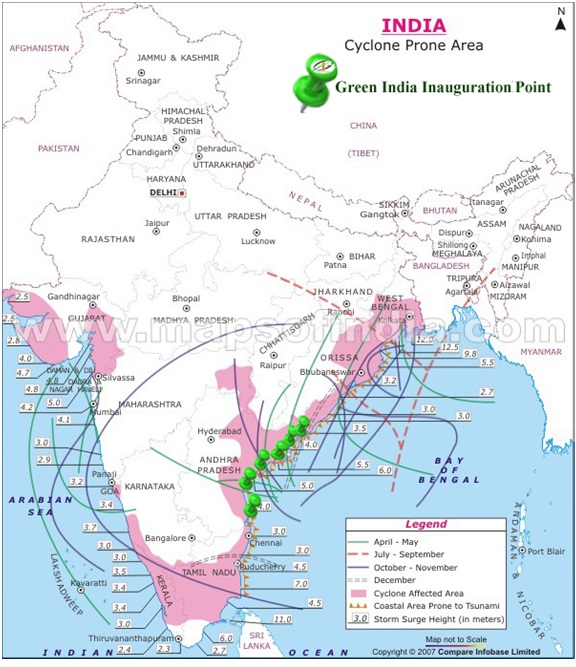 INDIA
Cyclone Prone Area
N
Green India Inauguration Point
AFGHANISTAN
JAMMU & KASHMIR
Srinagar
HIMACHAL
PRADESH
Shimla
PUNJAB
Chandigarh
Dehradun
UTTARAKHAND
PAKISTAN
CHINA
(TIBET)
HARYANA
DELHI
NEPAL
SIKKIM
Gangtok
BHUTAN
ARUNACHAL
PRADESH
Itanagar
RAJASTHAN
Jaipur
UTTAR PRADESH
Lucknow
BIHAR
Patna
Dispur
ASSAM
NAGALAND
Kohima
Shillong
MEGHALAYA
Imphal
MANIPUR
BANGLADESH
TRIPURA
Agartala
Aizawal
MIZORAM
MYANMAR
Gandhinagar
GUJARAT
Bhopal
MADHYA PRADESH
JHARKHAND
Ranchi
WEST
BENGAL
Kolkata
www.mapsofindia.com
CHHATTISGARH
Raipur
ORISSA
Bhubaneswar
DAMAN & DIU
DADRA
NAGAR HAVELI
Silvassa
Mumbai
MAHARASHTRA
Hyderabad
ANDHRA
PRADESH
Panaji
GOA
KARNATAKA
Bangalore
Chennai
Puducherry
TAMIL NADU
KERALA
LAKSHADWEEP
Kavaratti
Thiruvananthapuram
SRI
LANKA
ARABIAN
SEA
BAY
OF
BENGAL
INDIAN OCEAN
ANDAMAN & NICOBAR
Port Blair
2.5
2.8
4.0
4.7
4.8
4.8
5.0
4.2
4.1
3.0
2.9
3.2
3.4
3.7
3.0
3.5
3.4
3.0
3.4
2.4
2.3
6.0
2.7
11.0
4.5
7.0
4.5
3.0
3.0
4.0
5.0
4.0
6.0
5.5
3.5
3.0
3.0
2.7
3.2
5.5
9.8
12.5
12.0
Legend
April - May
July - September
October - November
December
Cyclone Affected Area
Coastal Area Prone to Tsunami
3.0 Storm Surge Height (in meters)
Map not to Scale
Copyright © 2007 Compare Infobase Limited